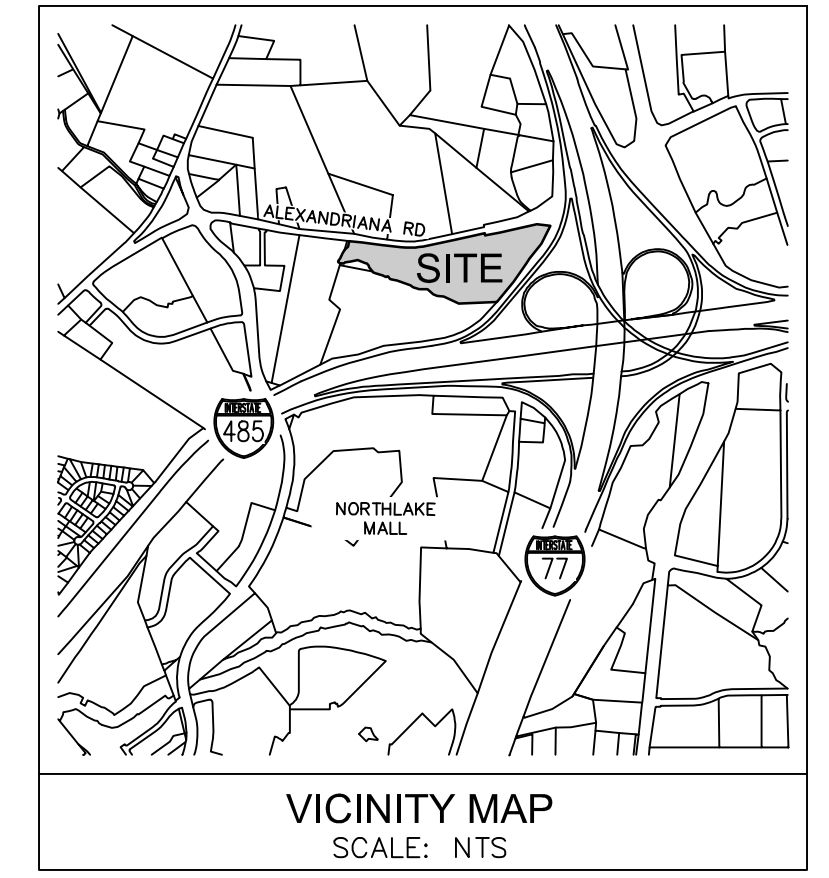 ALEXANDRIANA RD
SITE
INTERSTATE
485
NORTHLAKE
MALL
INTERSTATE
77
VICINITY MAP
SCALE: NTS